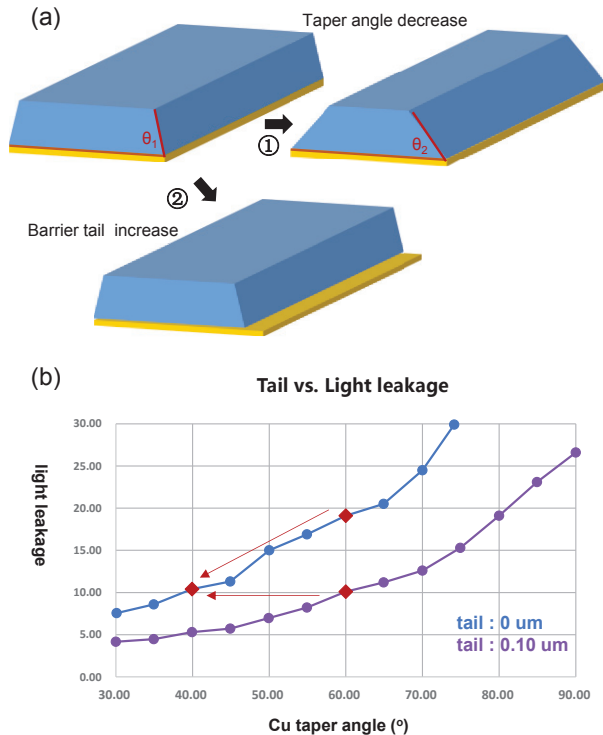 (a)
Taper angle decrease
θ1
①
θ2
②
Barrier tail increase
(b)
Tail vs. Light leakage
light leakage
30.00
25.00
20.00
15.00
10.00
5.00
0.00
tail : 0 um
tail : 0.10 um
30.00 40.00 50.00 60.00 70.00 80.00 90.00
Cu taper angle (º)